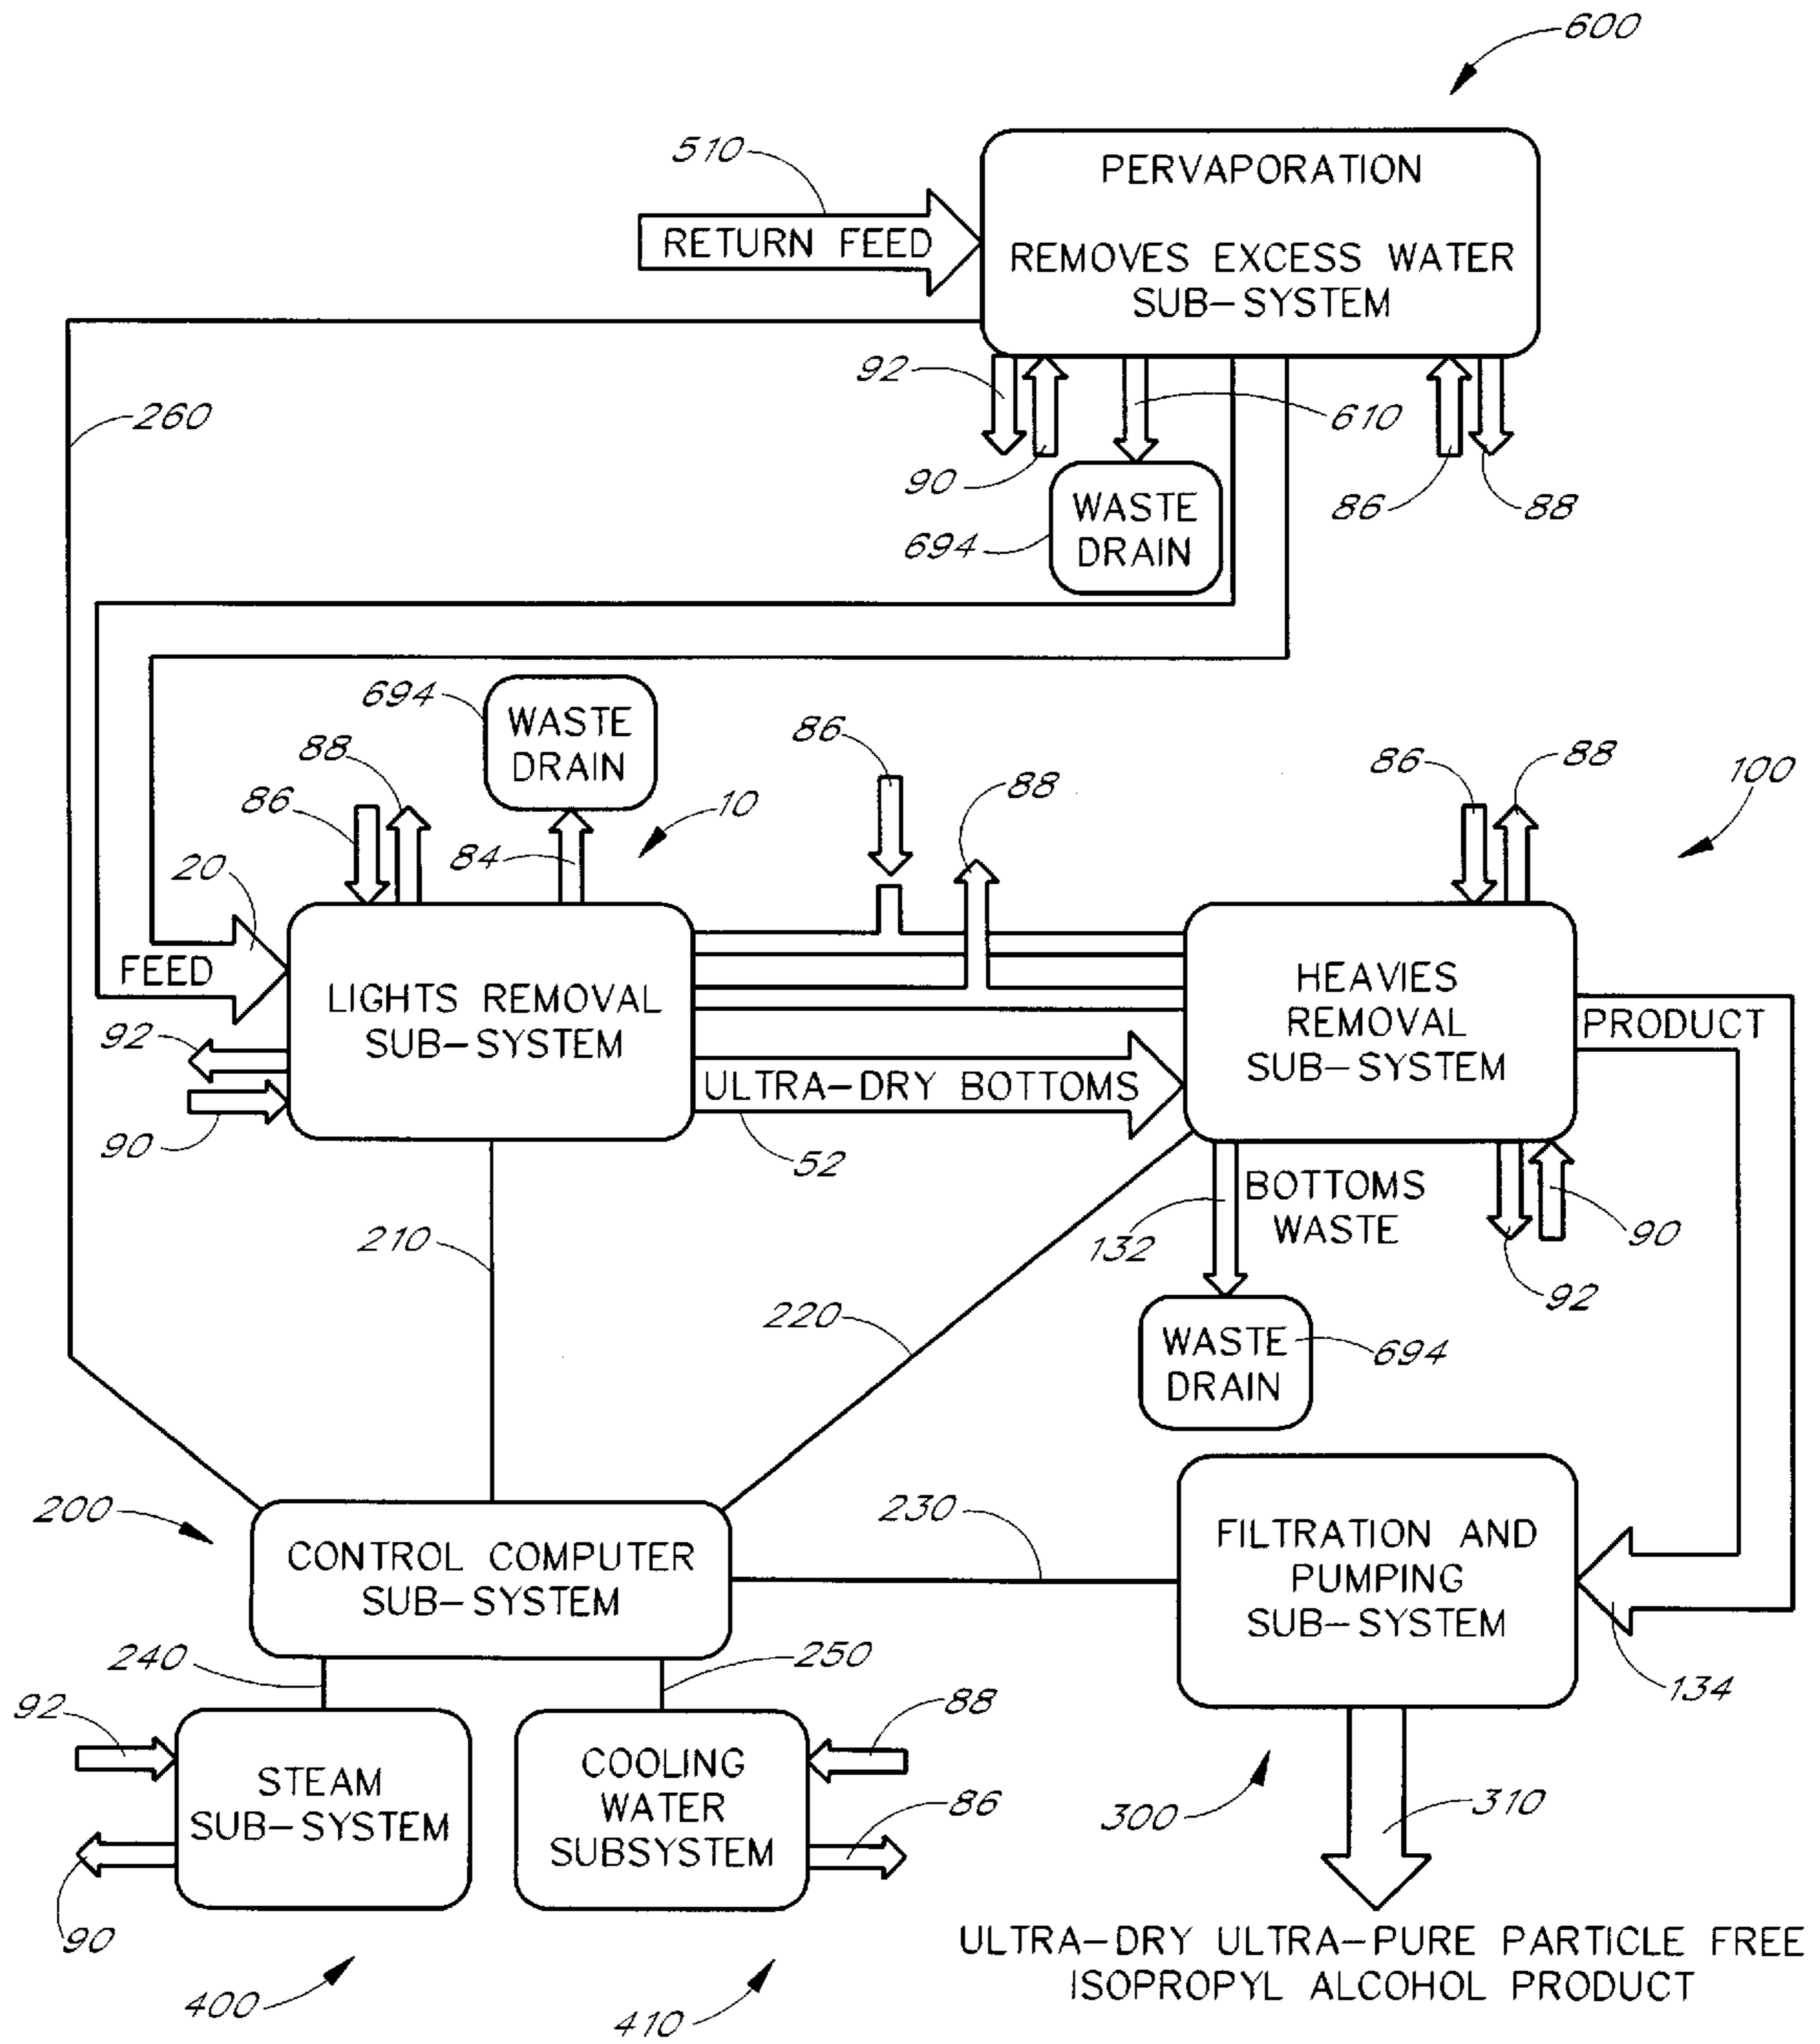 600
510
PERVAPORATION
RETURN FEED
REMOVES EXCESS WATER
SUB-SYSTEM
92
260
610
90
86
88
WASTE
DRAIN
694
694
WASTE
DRAIN
88
86
86
88
86
88
100
10
84
20
FEED
LIGHTS REMOVAL
SUB-SYSTEM
HEAVIES
REMOVAL
SUB-SYSTEM
PRODUCT
92
ULTRA-DRY BOTTOMS
90
52
BOTTOMS
WASTE
210
132
90
92
220
WASTE
DRAIN
694
200
230
CONTROL COMPUTER
SUB-SYSTEM
FILTRATION AND
PUMPING
SUB-SYSTEM
240
250
134
92
88
STEAM
SUB-SYSTEM
COOLING
WATER
SUBSYSTEM
86
300
310
90
400
410
ULTRA-DRY ULTRA-PURE PARTICLE FREE
ISOPROPYL ALCOHOL PRODUCT